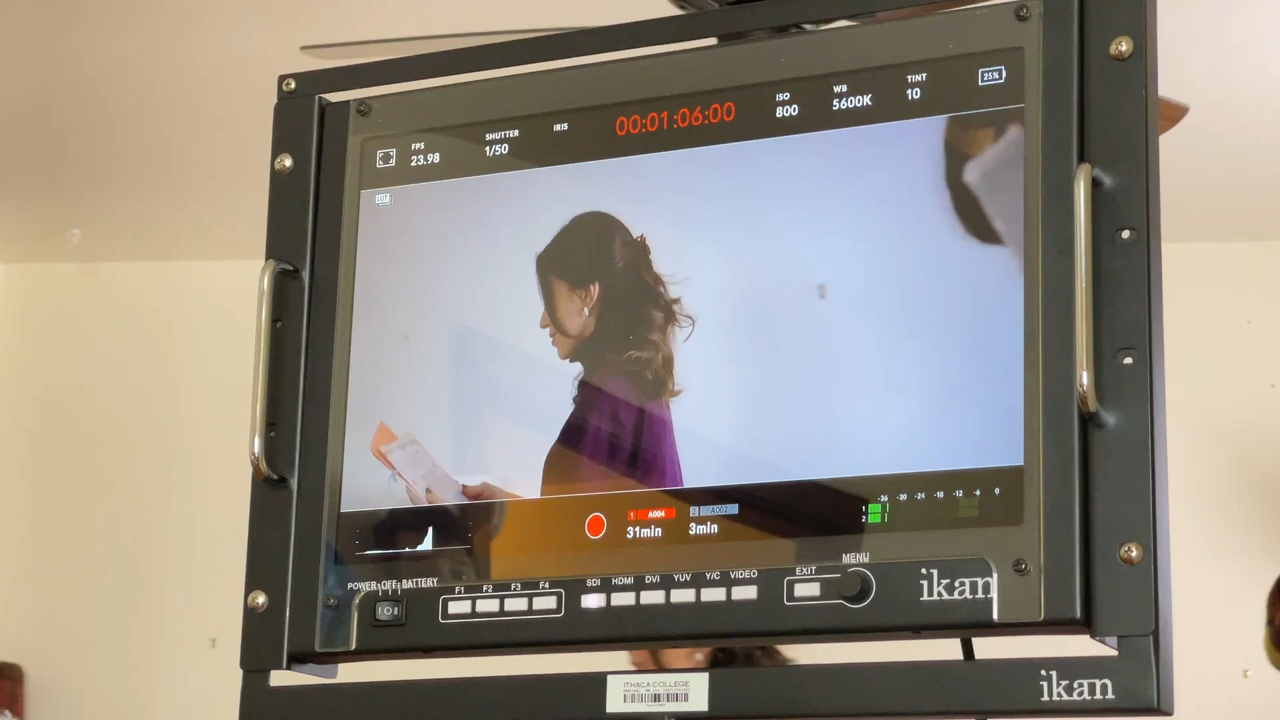 FPS
23.98
SHUTTER
1/50
IRIS
00:01:06:00
ISO
800
WB
5600K
TINT
10
25%
LUT
1 A004
31min
2 A002
3min
-36 -30 -24 -18 -12 -6 0
1
2
POWER OFF BATTERY
F1 F2 F3 F4
SDI HDMI DVI YUV Y/C VIDEO
EXIT
MENU
ikan
ITHACA COLLEGE
ikan